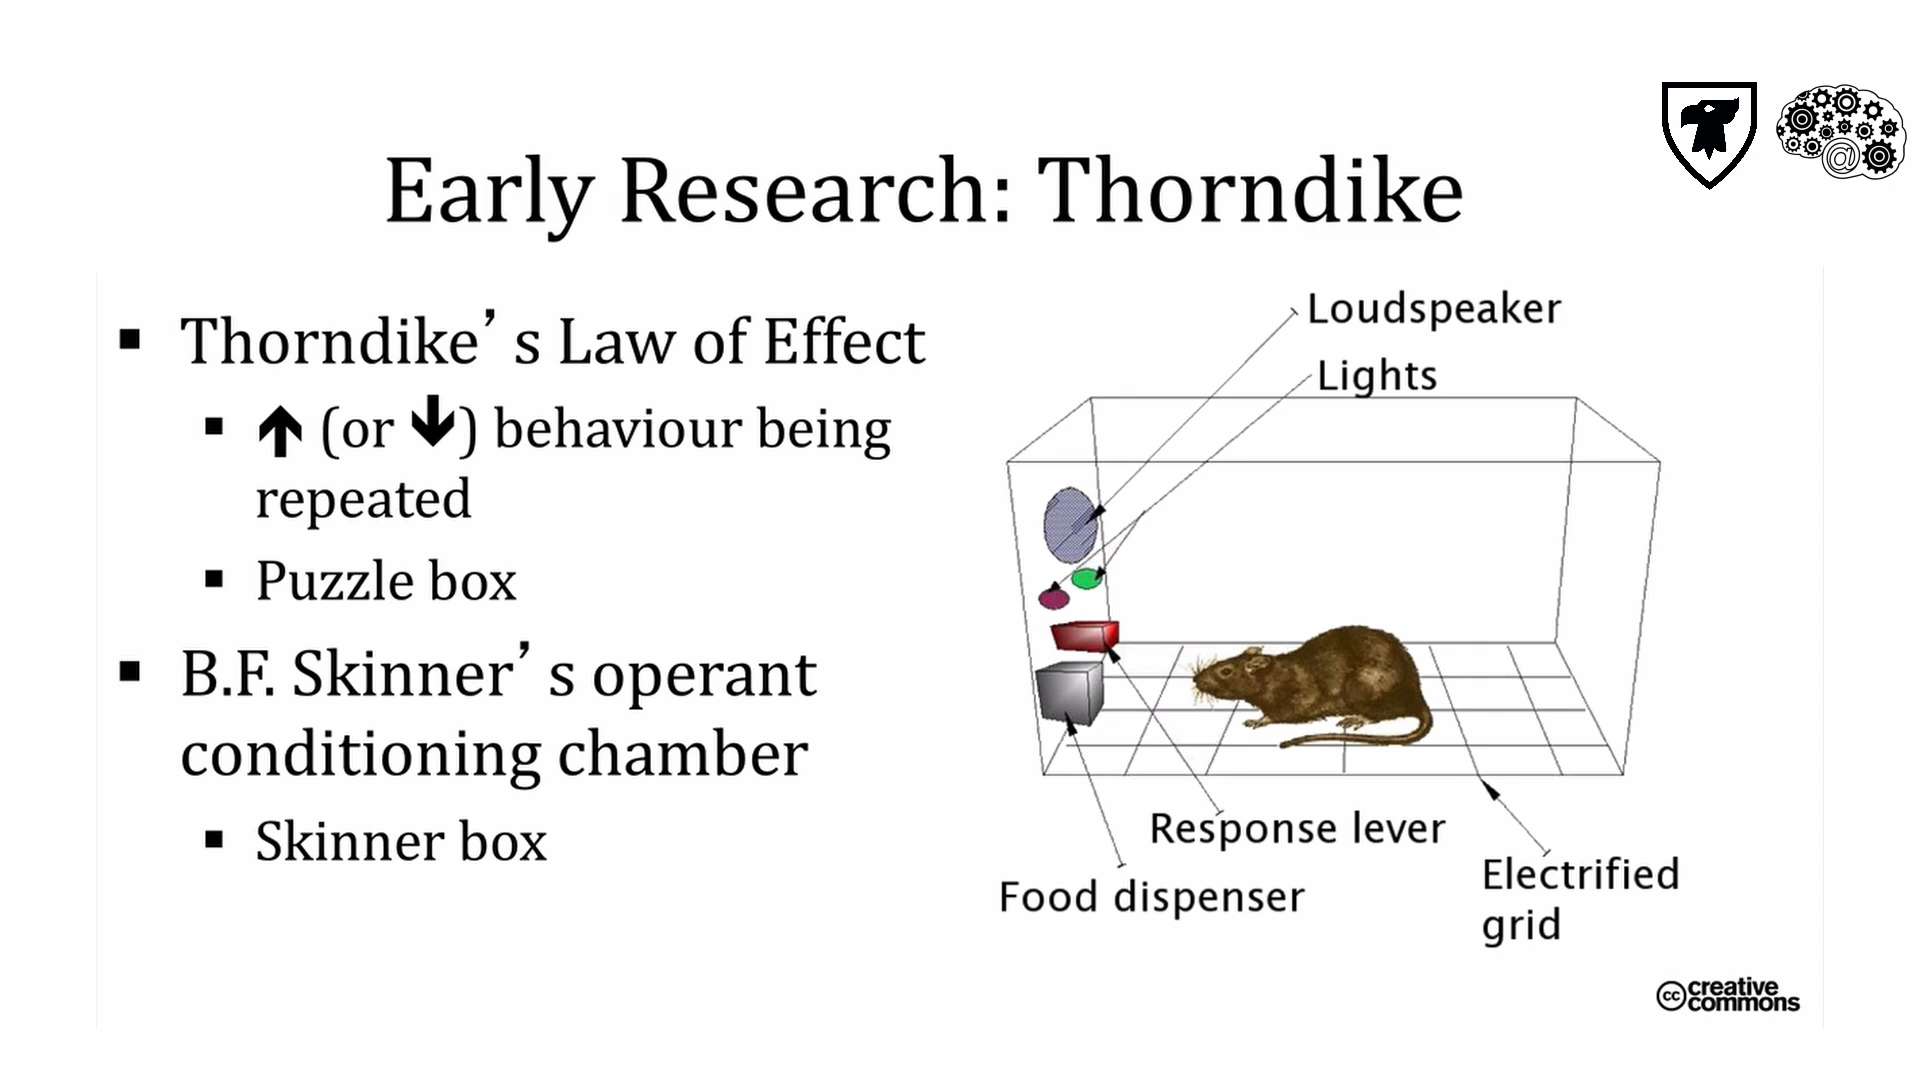 Early Research: Thorndike
▪ Thorndike’s Law of Effect
▪ 🡹 (or 🡻) behaviour being
repeated
▪ Puzzle box
▪ B.F. Skinner’s operant
conditioning chamber
▪ Skinner box
Loudspeaker
Lights
Response lever
Food dispenser
Electrified
grid
@
cc creative
commons